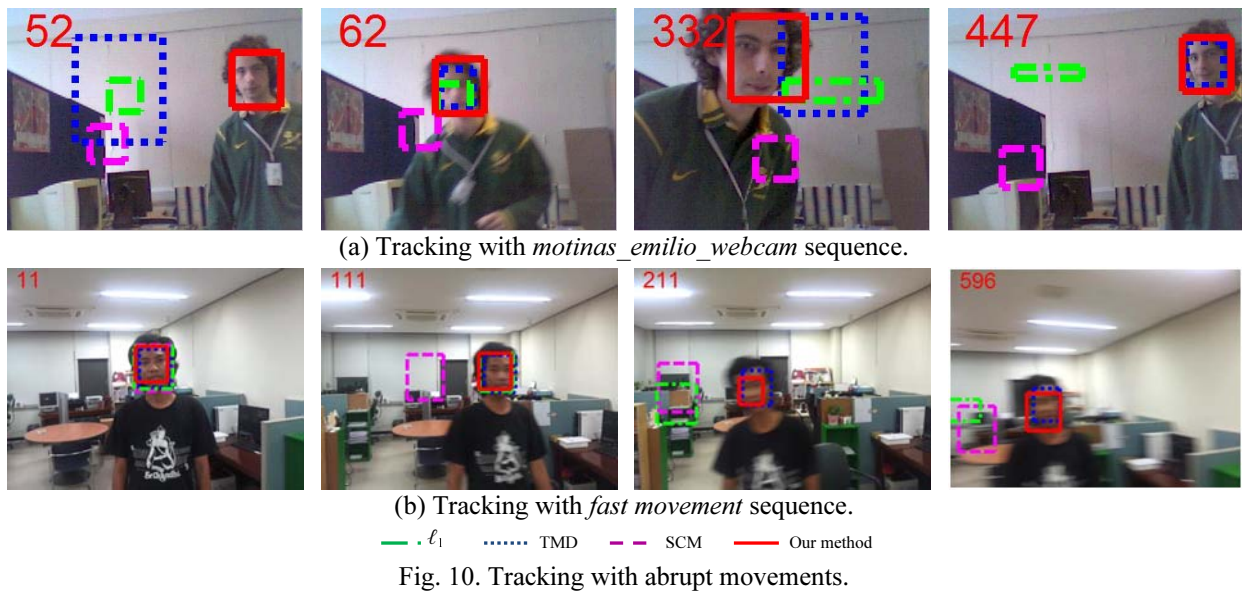 52 62 332 447
(a) Tracking with motinas_emilio_webcam sequence.
11 111 211 596
(b) Tracking with fast movement sequence.
ℓ1 TMD SCM Our method
Fig. 10. Tracking with abrupt movements.